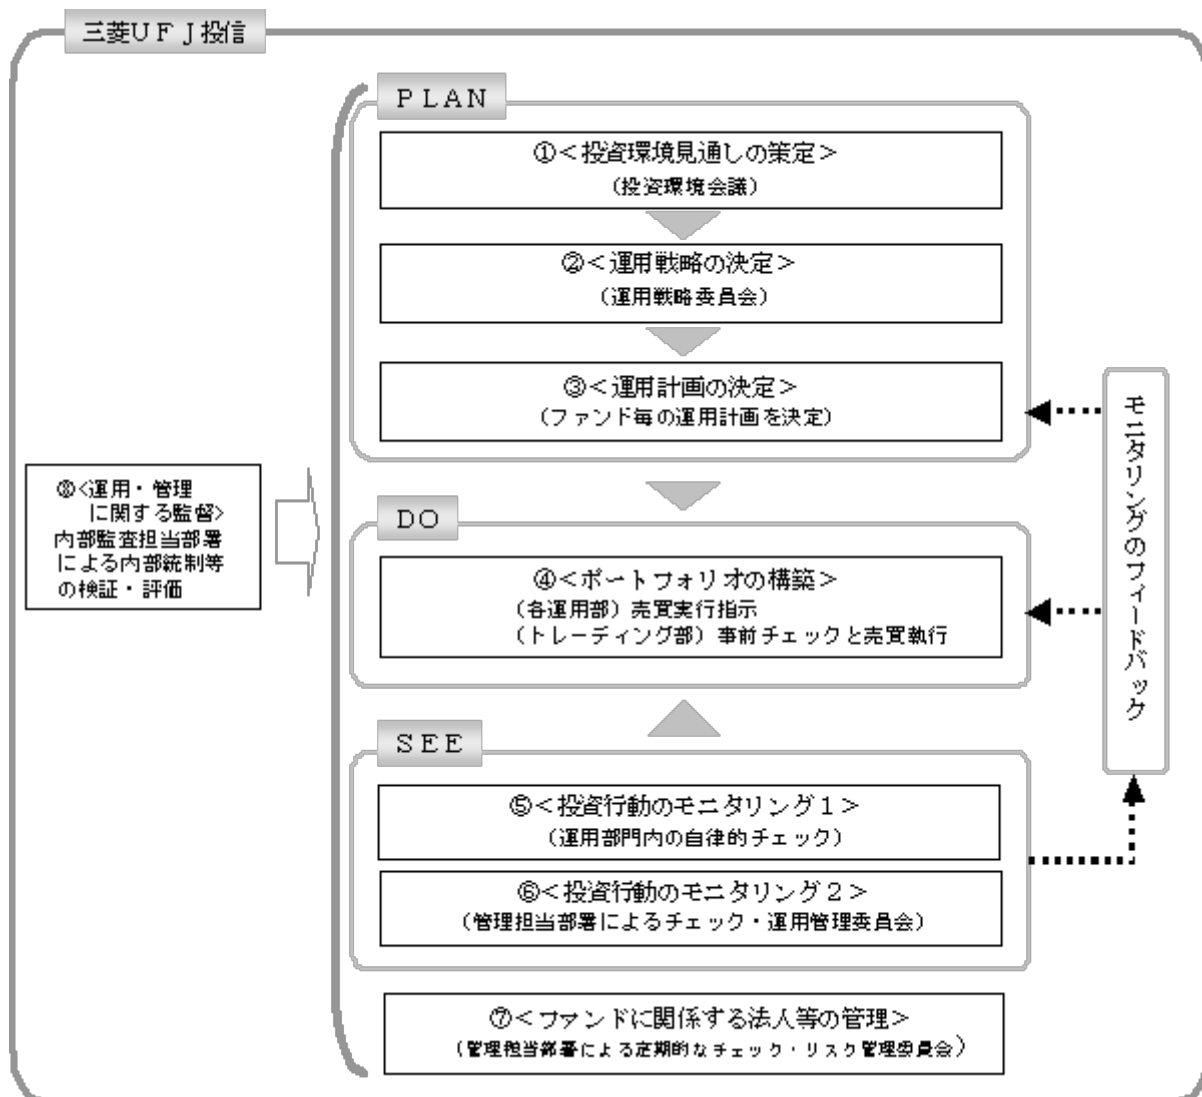 三菱ＵＦＪ投信
ＰＬＡＮ
①＜投資環境見通しの策定＞
（投資環境会議）
②＜運用戦略の決定＞
（運用戦略委員会）
③＜運用計画の決定＞
（ファンド毎の運用計画を決定）
⑧＜運用・管理
に関する監督＞
内部監査担当部署
による内部統制等
の検証・評価
ＤＯ
④＜ポートフォリオの構築＞
（各運用部）売買実行指示
（トレーディング部）事前チェックと売買執行
ＳＥＥ
⑤＜投資行動のモニタリング１＞
（運用部門内の自律的チェック）
⑥＜投資行動のモニタリング２＞
（管理担当部署によるチェック・運用管理委員会）
⑦＜ファンドに関係する法人等の管理＞
（管理担当部署による定期的なチェック・リスク管理委員会）
モニタリングのフィードバック